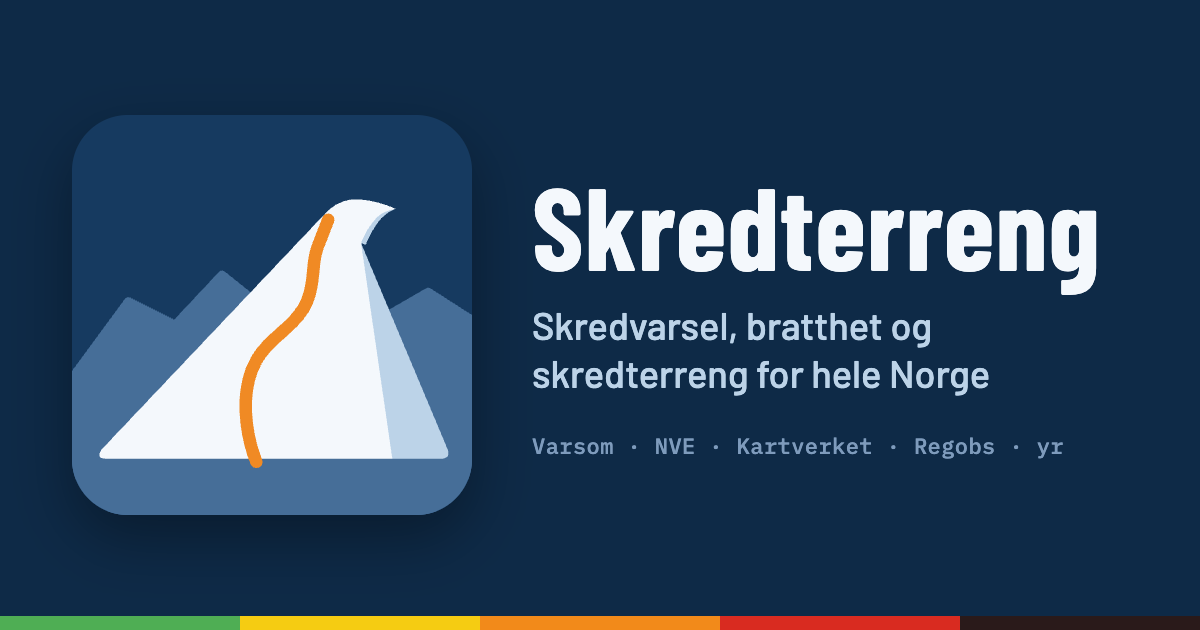 Skredterreng
Skredvarsel, bratthet og
skredterreng for hele Norge
Varsom · NVE · Kartverket · Regobs · yr